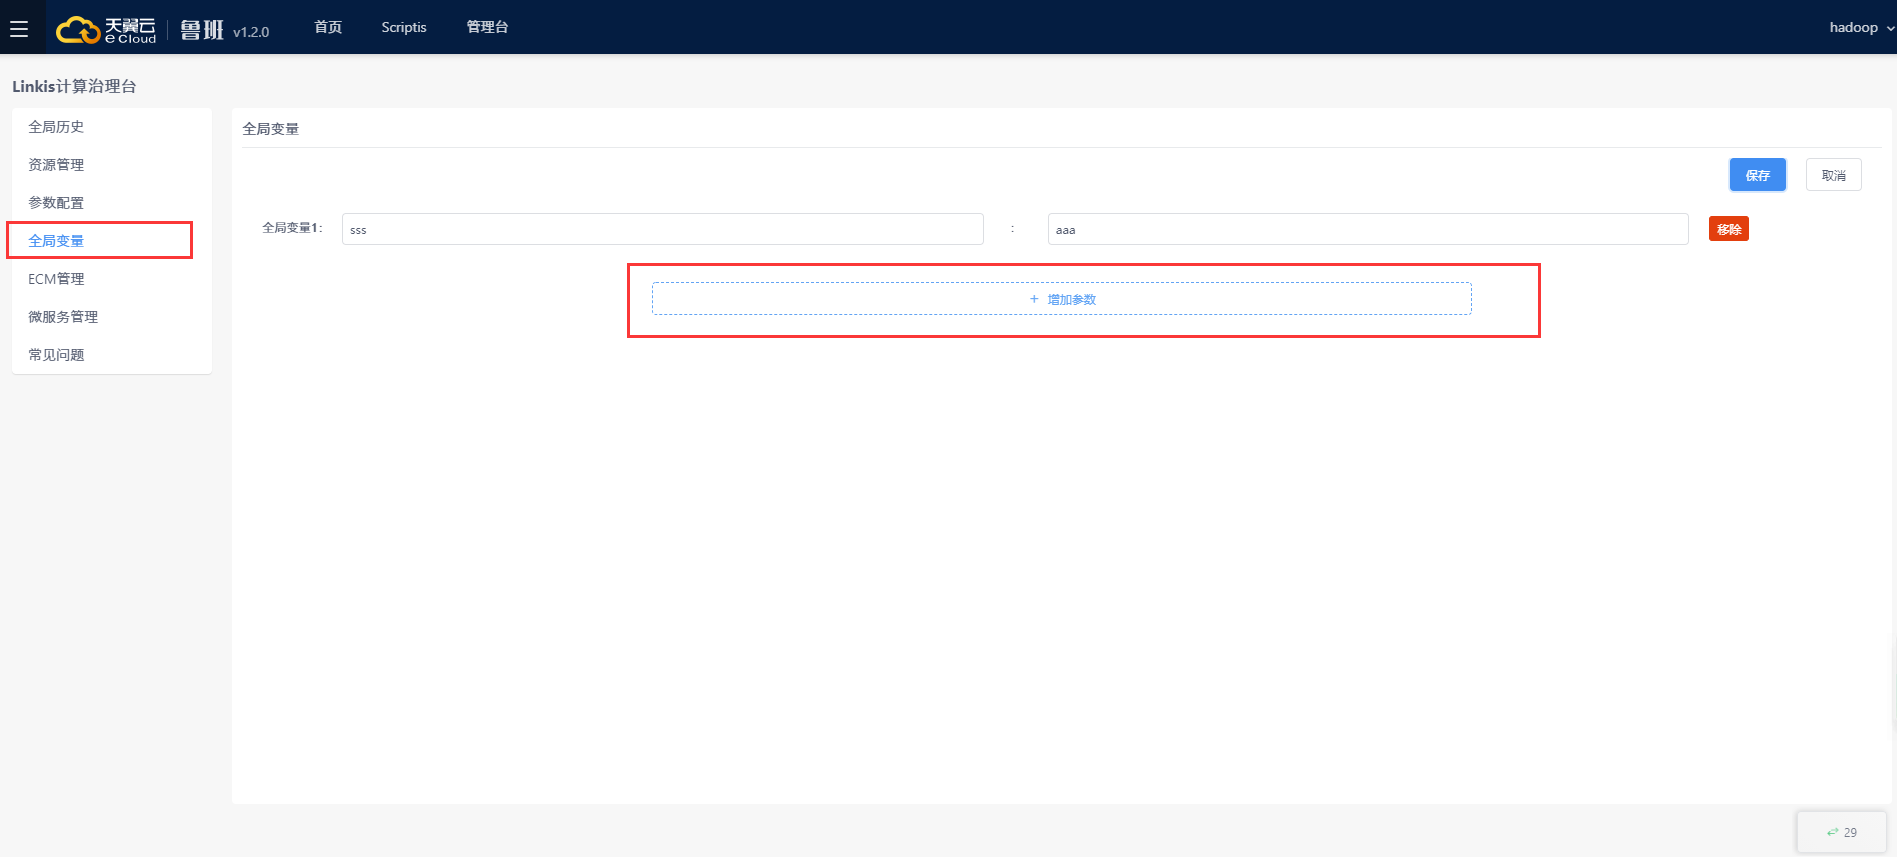 天翼云
e Cloud
鲁班 v1.2.0
首页 Scriptis 管理台
hadoop
Linkis计算治理台
全局历史
资源管理
参数配置
全局变量
ECM管理
微服务管理
常见问题
全局变量
保存 取消
全局变量1: sss : aaa 移除
+ 增加参数
29